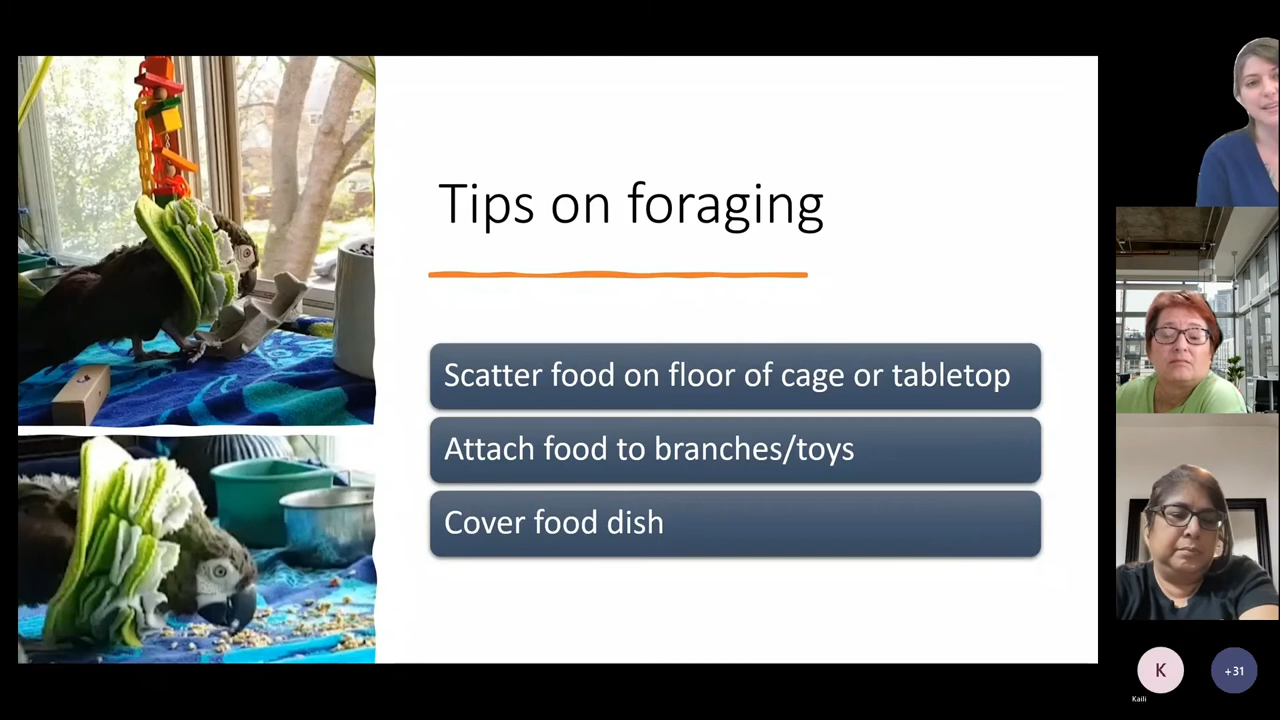 Tips on foraging
Scatter food on floor of cage or tabletop
Attach food to branches/toys
Cover food dish
K
+31
Kaili